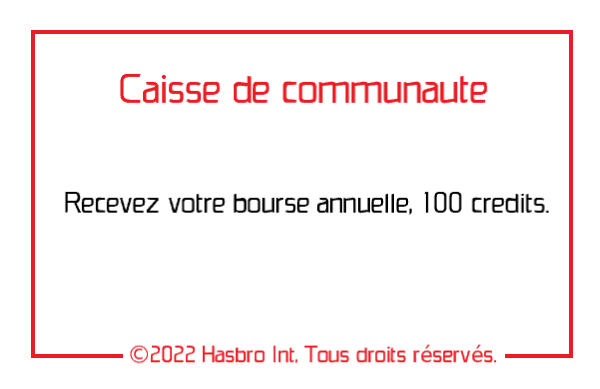 Caisse de communaute
Recevez votre bourse annuelle, 100 credits.
©2022 Hasbro Int. Tous droits réservés.